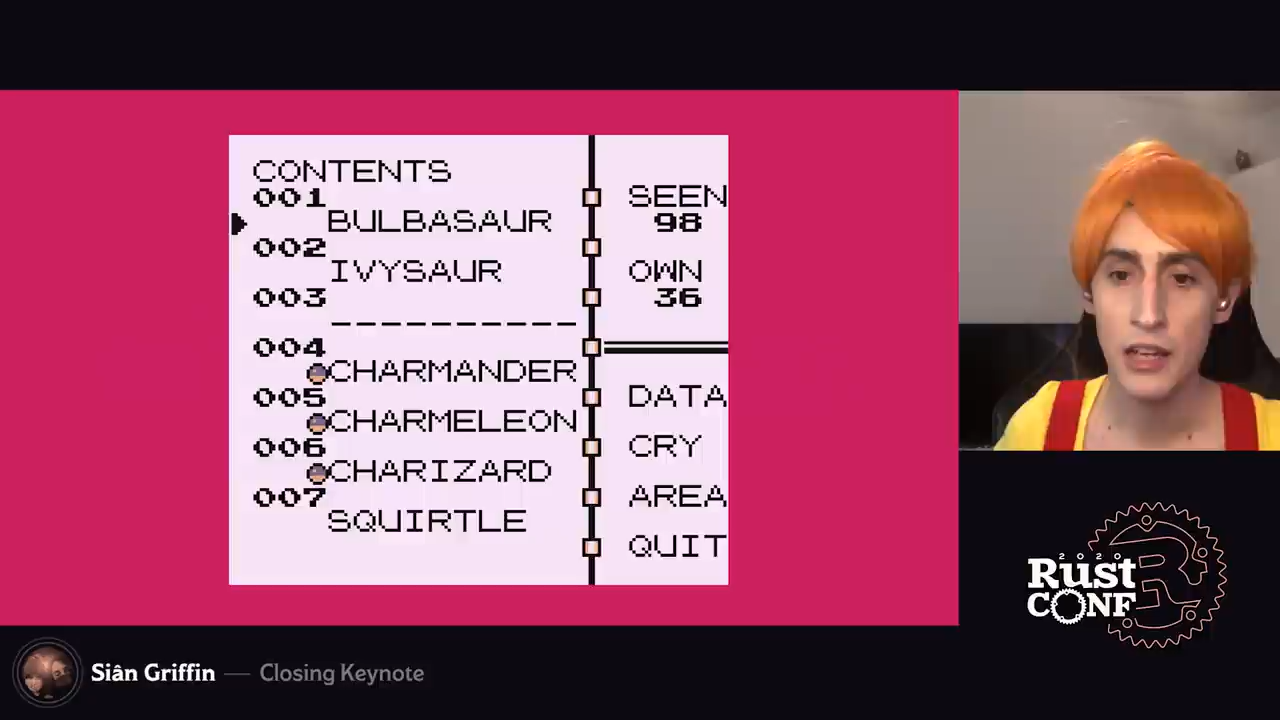 CONTENTS
001
BULBASAUR
002
IVYSAUR
003
----------
004
CHARMANDER
005
CHARMELEON
006
CHARIZARD
007
SQUIRTLE
SEEN
98
OWN
36
DATA
CRY
AREA
QUIT
2020
Rust
CONF
R
Siân Griffin — Closing Keynote